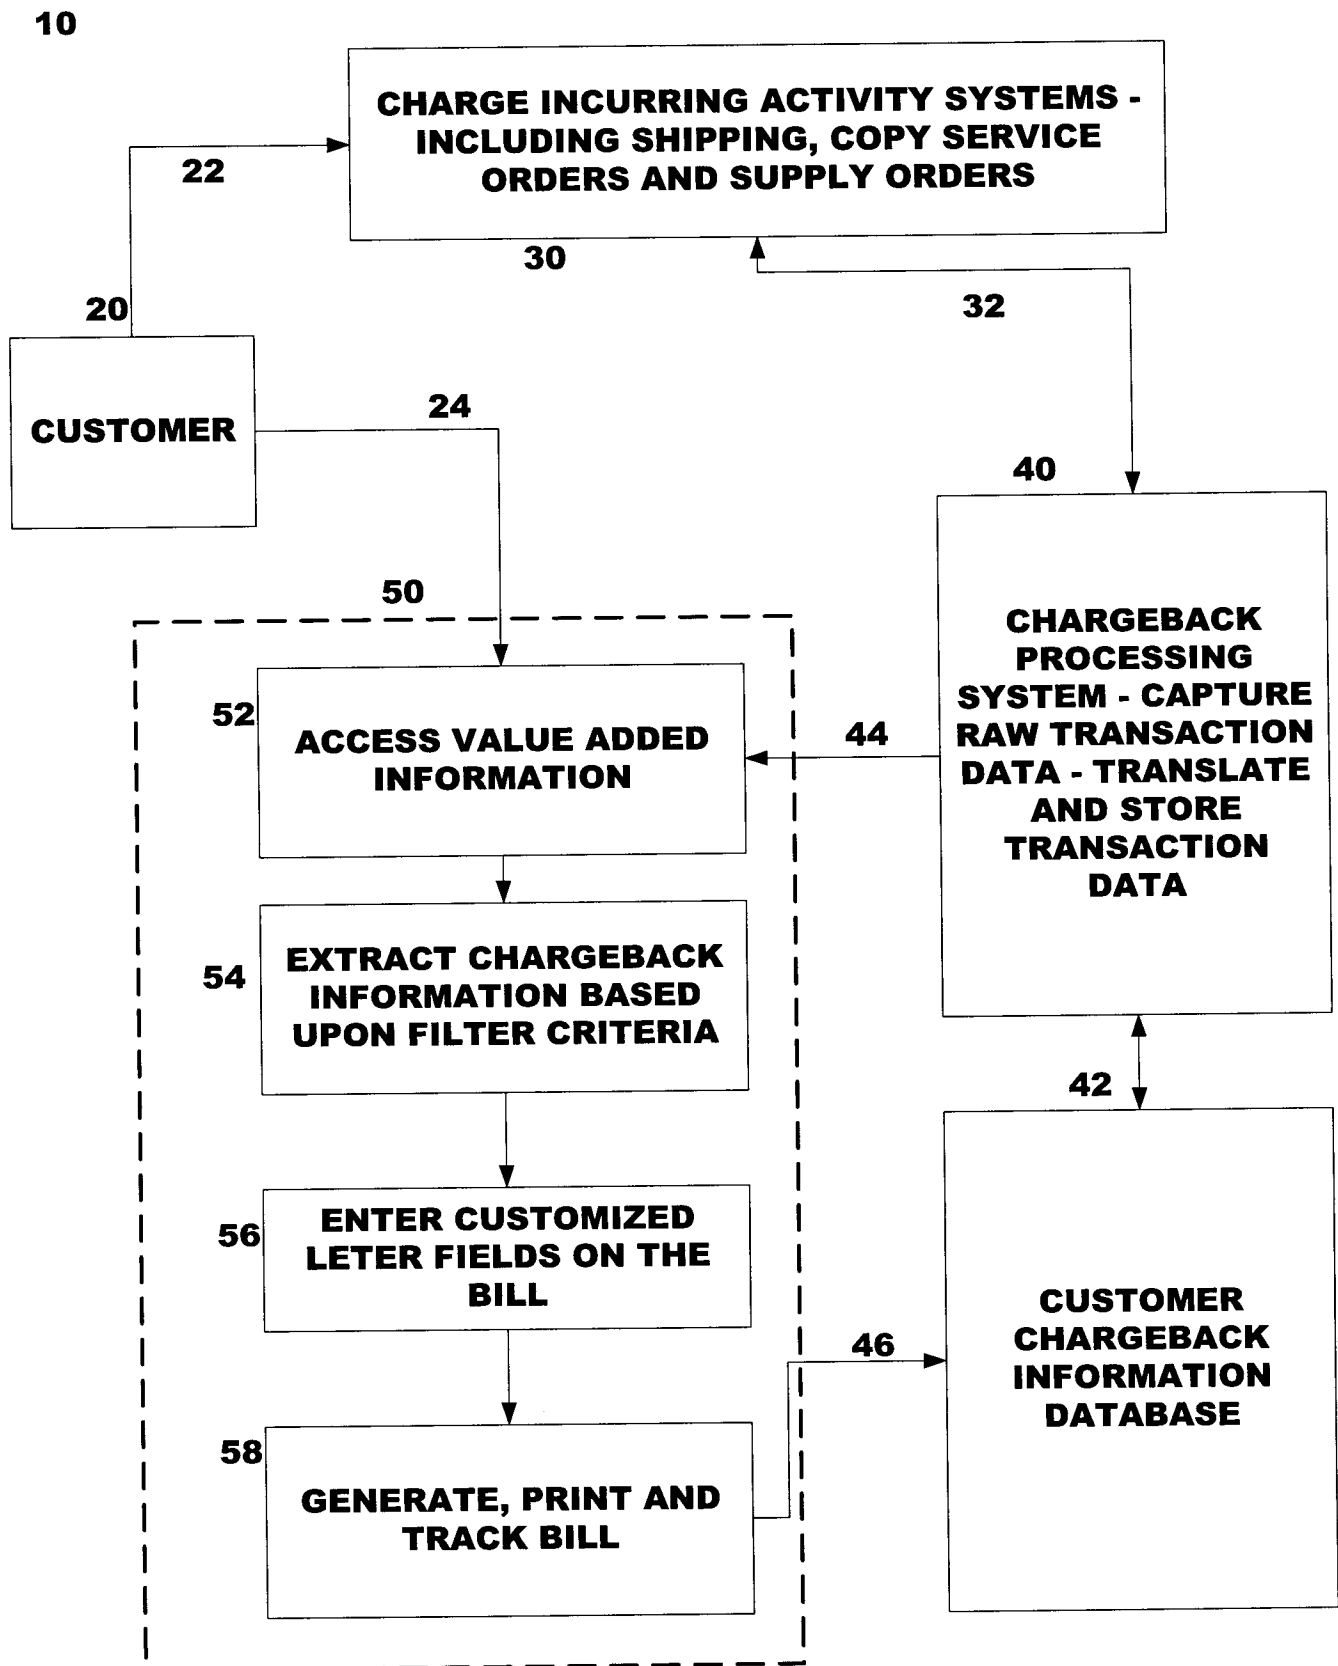 10
CHARGE INCURRING ACTIVITY SYSTEMS -
INCLUDING SHIPPING, COPY SERVICE
ORDERS AND SUPPLY ORDERS
22
30
20
32
CUSTOMER
24
40
50
CHARGEBACK
PROCESSING
SYSTEM - CAPTURE
RAW TRANSACTION
DATA - TRANSLATE
AND STORE
TRANSACTION
DATA
52
ACCESS VALUE ADDED
INFORMATION
44
54
EXTRACT CHARGEBACK
INFORMATION BASED
UPON FILTER CRITERIA
42
56
ENTER CUSTOMIZED
LETER FIELDS ON THE
BILL
46
CUSTOMER
CHARGEBACK
INFORMATION
DATABASE
58
GENERATE, PRINT AND
TRACK BILL